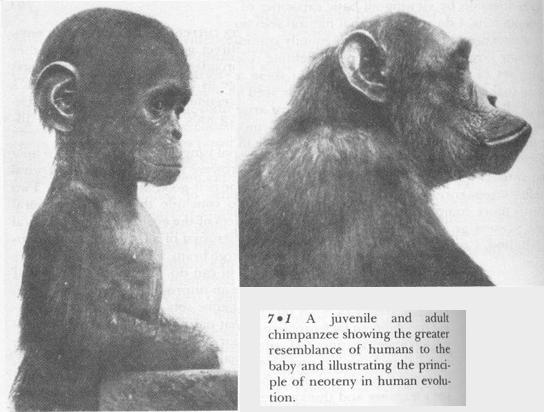 7•1 A juvenile and adult
chimpanzee showing the greater
resemblance of humans to the
baby and illustrating the princi-
ple of neoteny in human evolu-
tion.